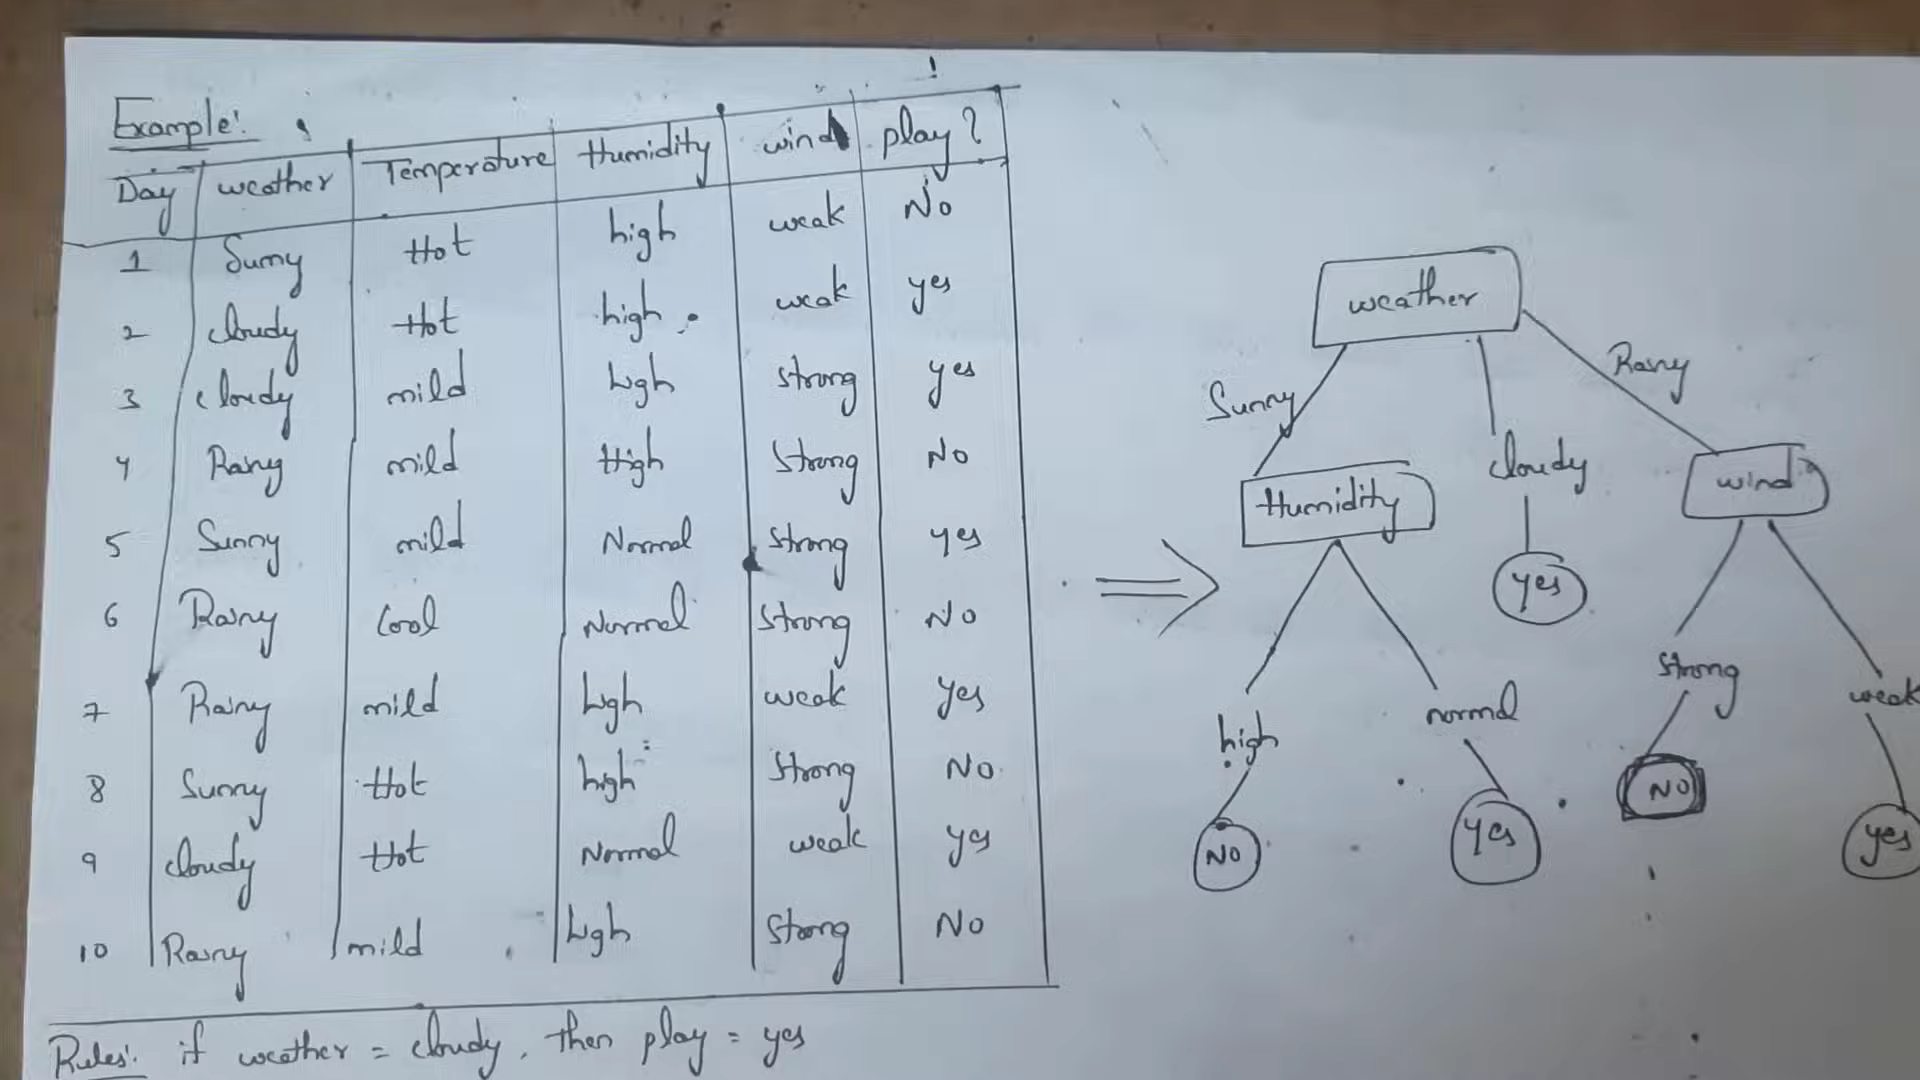 Example:
Day weather Temperature Humidity wind play?
1 Sunny Hot high weak No
2 cloudy Hot high weak yes
3 cloudy mild high strong yes
4 Rainy mild High Strong No
5 Sunny mild Normal Strong yes
6 Rainy Cool Normal Strong No
7 Rainy mild high weak Yes
8 Sunny Hot high Strong No
9 cloudy Hot Normal weak yes
10 Rainy mild high Strong No
Rules: if weather = cloudy, then play = yes
weather
Sunny
cloudy
Rainy
Humidity
yes
wind
high
normal
strong
weak
No
Yes
No
yes